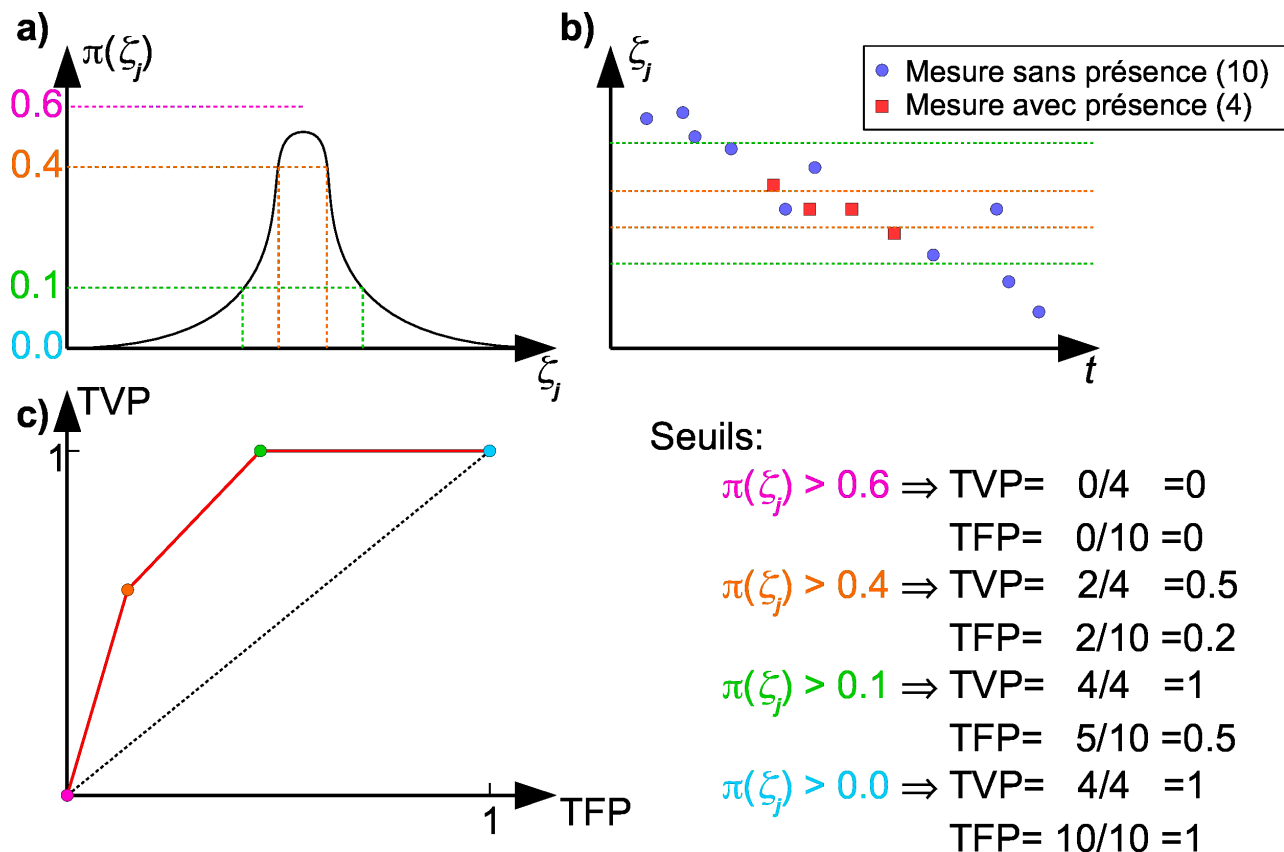 a)
π(ζj)
0.6
0.4
0.1
0.0
ζj
b)
ζj
Mesure sans présence (10)
Mesure avec présence (4)
t
c)
TVP
1
1
TFP
Seuils:
π(ζj) > 0.6 ⇒ TVP= 0/4 =0
TFP= 0/10 =0
π(ζj) > 0.4 ⇒ TVP= 2/4 =0.5
TFP= 2/10 =0.2
π(ζj) > 0.1 ⇒ TVP= 4/4 =1
TFP= 5/10 =0.5
π(ζj) > 0.0 ⇒ TVP= 4/4 =1
TFP= 10/10 =1